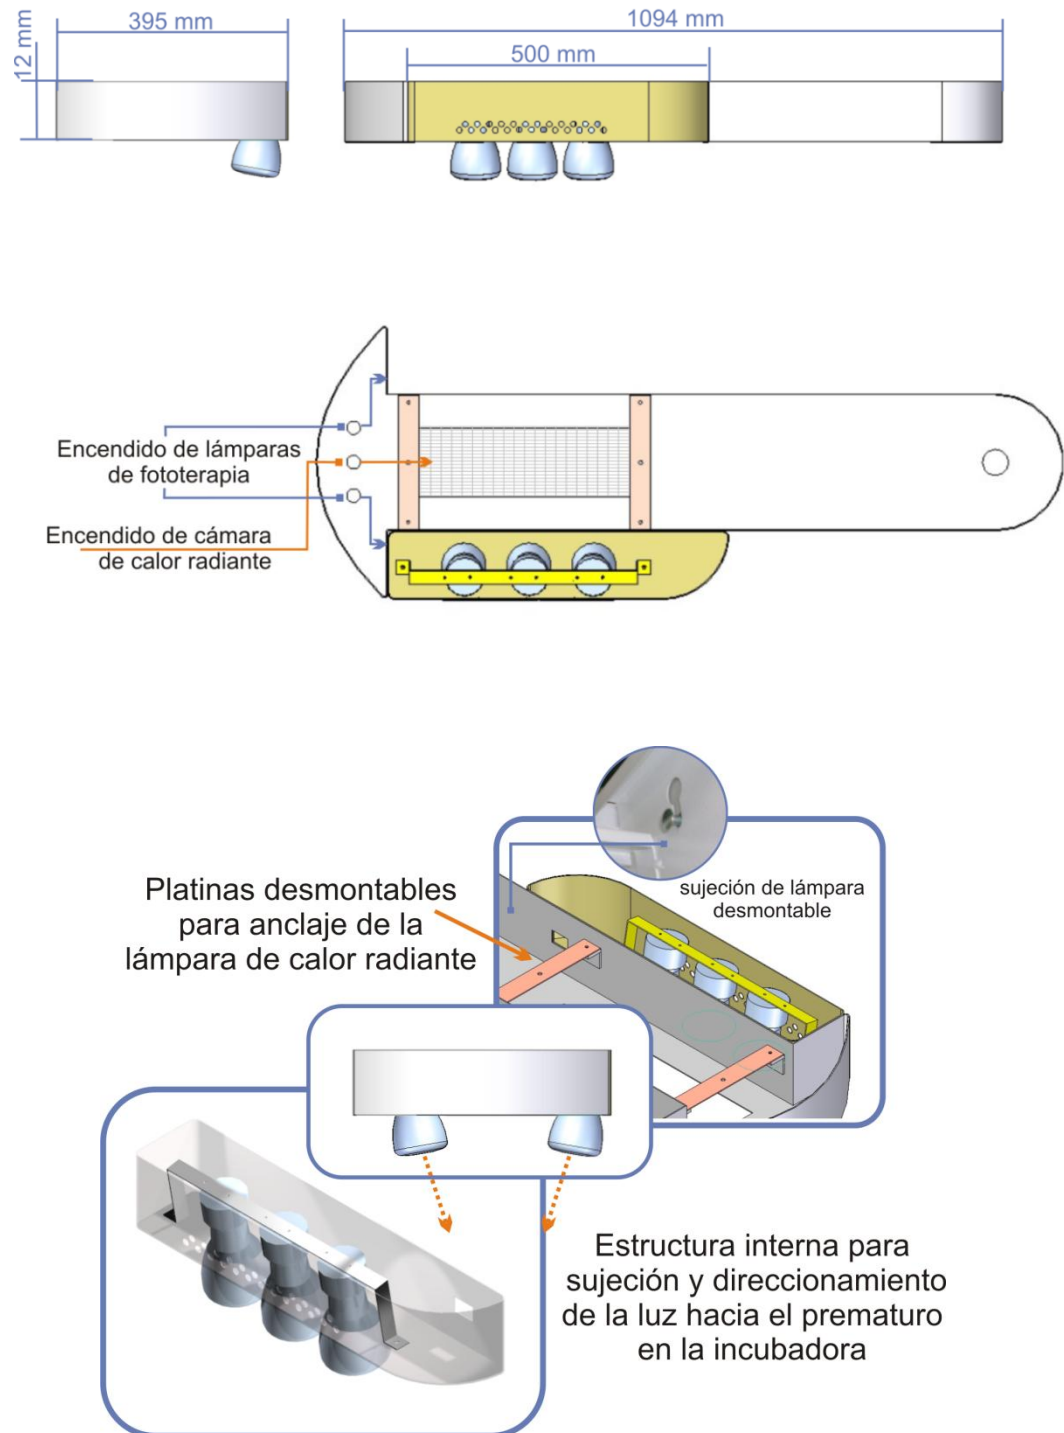 395 mm
1094 mm
12 mm
500 mm
Encendido de lámparas
de fototerapia
Encendido de cámara
de calor radiante
sujeción de lámpara
desmontable
Platinas desmontables
para anclaje de la
lámpara de calor radiante
Estructura interna para
sujeción y direccionamiento
de la luz hacia el prematuro
en la incubadora